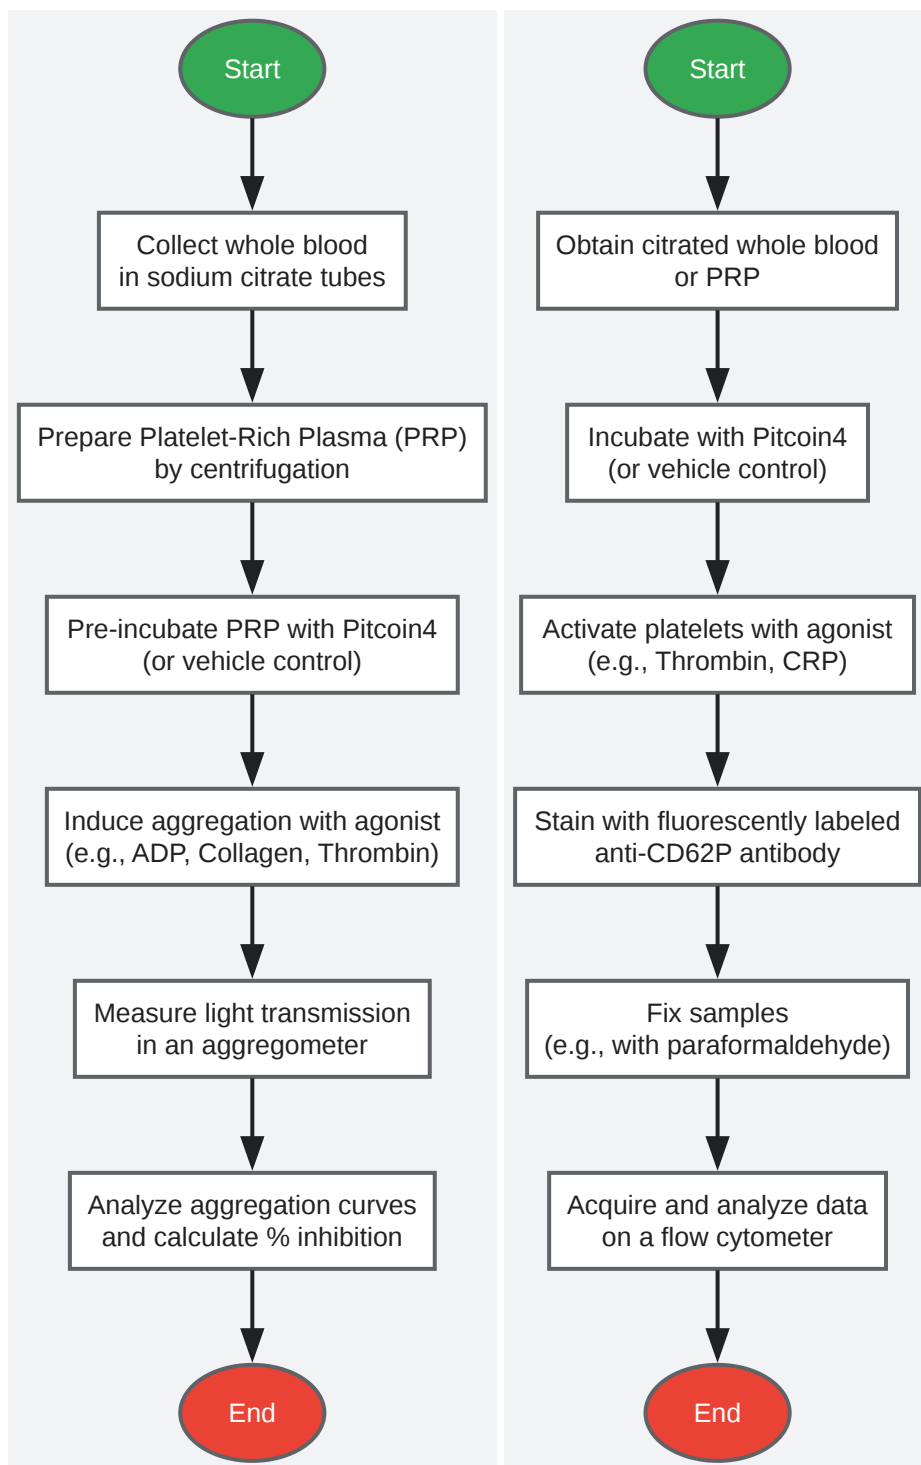 Start
Collect whole blood
in sodium citrate tubes
Prepare Platelet-Rich Plasma (PRP)
by centrifugation
Pre-incubate PRP with Pitcoin4
(or vehicle control)
Induce aggregation with agonist
(e.g., ADP, Collagen, Thrombin)
Measure light transmission
in an aggregometer
Analyze aggregation curves
and calculate % inhibition
End
Start
Obtain citrated whole blood
or PRP
Incubate with Pitcoin4
(or vehicle control)
Activate platelets with agonist
(e.g., Thrombin, CRP)
Stain with fluorescently labeled
anti-CD62P antibody
Fix samples
(e.g., with paraformaldehyde)
Acquire and analyze data
on a flow cytometer
End